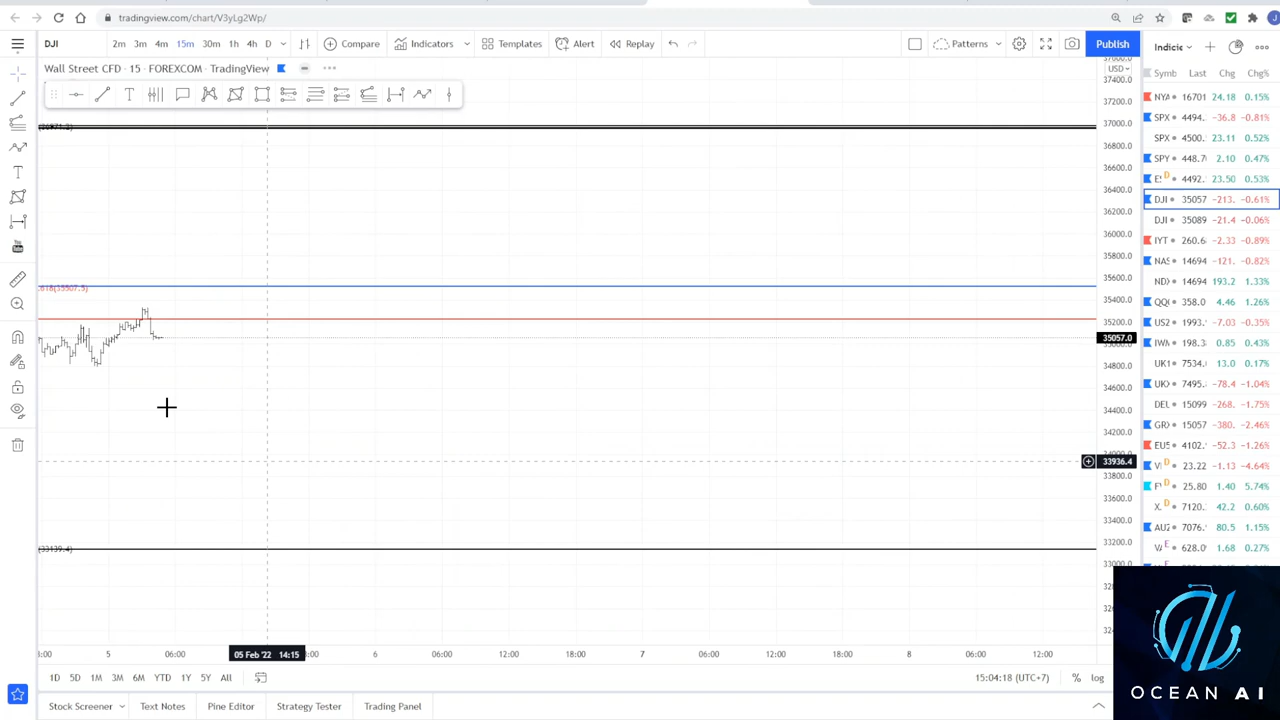 tradingview.com/chart/V3yLg2Wp/
DJI 2m 3m 4m 15m 30m 1h 4h D Compare Indicators Templates Alert Replay Patterns Publish
Indicie
Wall Street CFD · 15 · FOREXCOM · TradingView
USD
Symb Last Chg Chg%
NYA 16701 24.18 0.15%
SPX 4494. -36.8 -0.81%
SPX 4500. 23.11 0.52%
SPY 448.7 2.10 0.47%
4492. 23.50 0.53%
DJI 35057 -213. -0.61%
DJI 35089 -21.4 -0.06%
IYT 260.6 -2.33 -0.89%
NAS 14694 -121. -0.82%
NDX 14694 193.2 1.33%
QQQ 358.0 4.46 1.26%
US2 1993. -7.03 -0.35%
IWM 198.3 0.85 0.43%
UK1 7534. 13.0 0.17%
UKX 7495. -78.4 -1.04%
DEU 15099 -268. -1.75%
GRX 15057 -380. -2.46%
EU5 4102. -52.3 -1.26%
23.22 -1.13 -4.64%
25.80 1.40 5.74%
7120. 42.2 0.60%
AU2 7076. 80.5 1.15%
628.0 1.68 0.27%
37400.0
37200.0
37000.0
36800.0
36600.0
36400.0
36200.0
36000.0
35800.0
35600.0
35400.0
35200.0
35057.0
34800.0
34600.0
34400.0
34200.0
33936.4
33800.0
33600.0
33400.0
33200.0
33000.0
(33139.4)
5 06:00 05 Feb '22 14:15 6 06:00 12:00 18:00 7 06:00 12:00 18:00 8 06:00 12:00
1D 5D 1M 3M 6M YTD 1Y 5Y All
15:04:18 (UTC+7) % log
Stock Screener Text Notes Pine Editor Strategy Tester Trading Panel
OCEAN AI